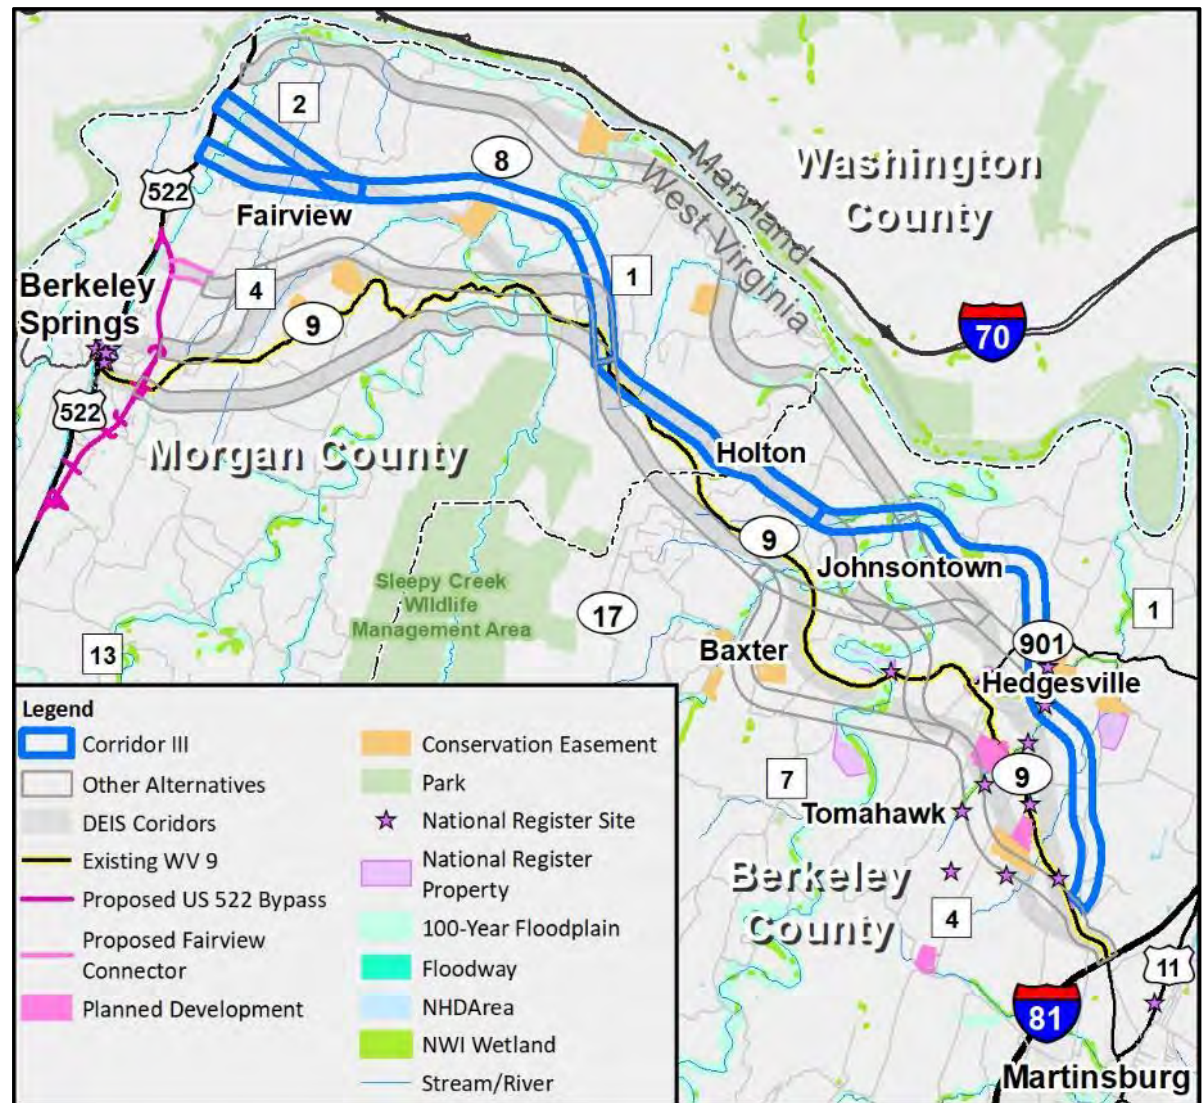 2
8
Maryland
West Virginia
Washington
County
522
Fairview
Berkeley
Springs
4
9
1
70
522
Morgan County
Holton
9
Johnsontown
Sleepy Creek
Wildlife
Management Area
17
1
13
Baxter
901
Hedgesville
7
9
Tomahawk
Berkeley
County
4
11
81
Martinsburg
Legend
Corridor III
Other Alternatives
DEIS Coridors
Existing WV 9
Proposed US 522 Bypass
Proposed Fairview
Connector
Planned Development
Conservation Easement
Park
National Register Site
National Register
Property
100-Year Floodplain
Floodway
NHDArea
NWI Wetland
Stream/River